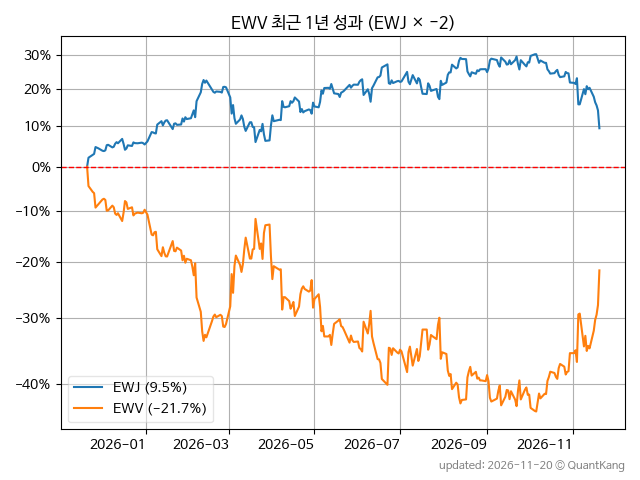 EWV 최근 1년 성과 (EWJ × −2)
30%
20%
10%
0%
−10%
−20%
−30%
−40%
EWJ (9.5%)
EWV (−21.7%)
2026-01 2026-03 2026-05 2026-07 2026-09 2026-11
updated: 2026-11-20 © QuantKang